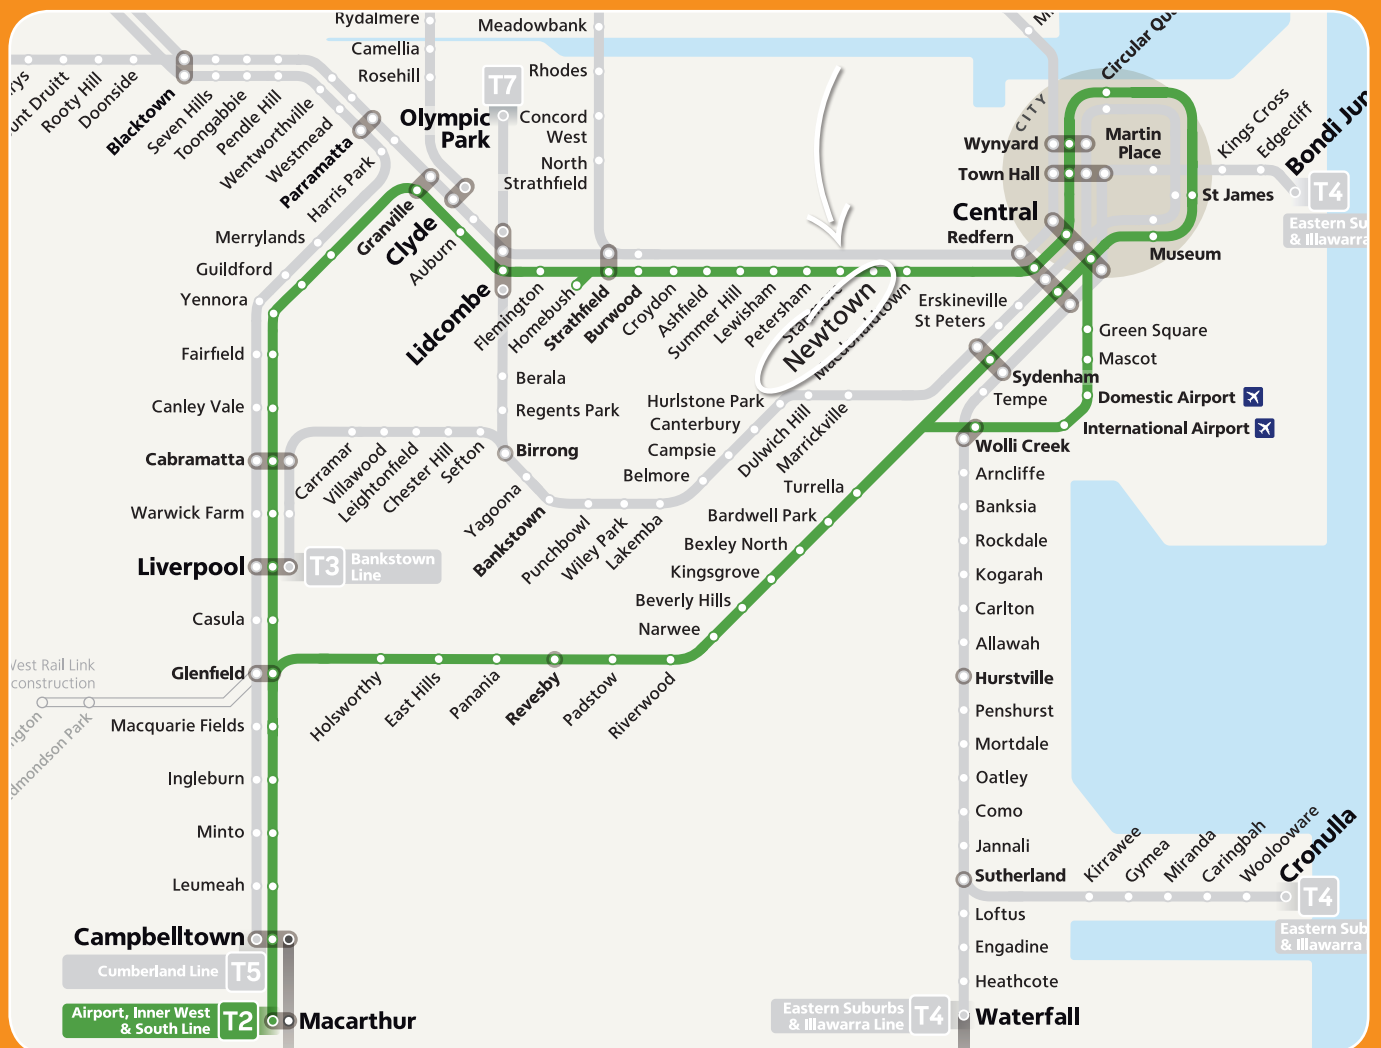 Rydalmere
Camellia
Rosehill
Meadowbank
Rhodes
T7
Olympic
Park
Concord
West
North
Strathfield
Rooty Hill
Doonside
Blacktown
Seven Hills
Toongabbie
Pendle Hill
Wentworthville
Westmead
Parramatta
Harris Park
Merrylands
Guildford
Yennora
Fairfield
Canley Vale
Cabramatta
Warwick Farm
Liverpool
Casula
Glenfield
Macquarie Fields
Ingleburn
Minto
Leumeah
Campbelltown
Cumberland Line
T5
Airport, Inner West
& South Line
T2
Macarthur
Granville
Clyde
Auburn
Lidcombe
Flemington
Homebush
Strathfield
Burwood
Croydon
Ashfield
Summer Hill
Lewisham
Petersham
Newtown
Macdonaldtown
CITY
Circular
Wynyard
Town Hall
Martin
Place
St James
Museum
Central
Redfern
Kings Cross
Edgecliff
Bondi
T4
Eastern
& Illawarra
Erskineville
St Peters
Sydenham
Tempe
Green Square
Mascot
Domestic Airport
International Airport
Wolli Creek
Berala
Regents Park
Birrong
Carramar
Villawood
Leightonfield
Chester Hill
Sefton
T3
Bankstown
Line
Yagoona
Bankstown
Punchbowl
Wiley Park
Lakemba
Belmore
Campsie
Canterbury
Hurlstone Park
Dulwich Hill
Marrickville
Turrella
Bardwell Park
Bexley North
Kingsgrove
Beverly Hills
Narwee
Holsworthy
East Hills
Panania
Revesby
Padstow
Riverwood
West Rail Link
construction
Arncliffe
Banksia
Rockdale
Kogarah
Carlton
Allawah
Hurstville
Penshurst
Mortdale
Oatley
Como
Jannali
Sutherland
Loftus
Engadine
Heathcote
Waterfall
Eastern Suburbs
& Illawarra Line
T4
Kirrawee
Gymea
Miranda
Caringbah
Woolooware
Cronulla
T4
Eastern Sub
& Illawarra